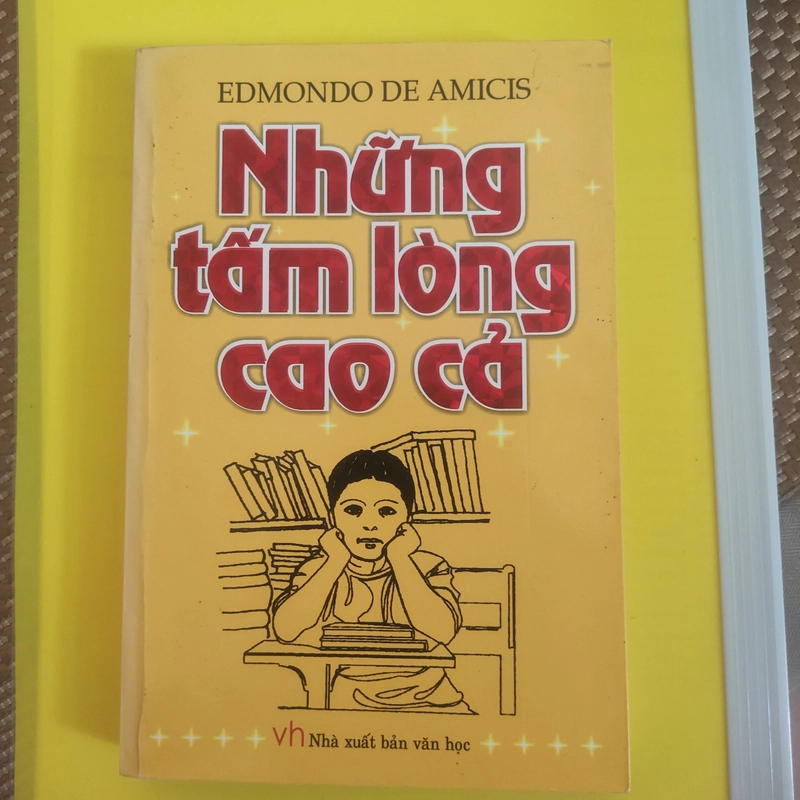 EDMONDO DE AMICIS
Những
tấm lòng
cao cả
vh Nhà xuất bản văn học